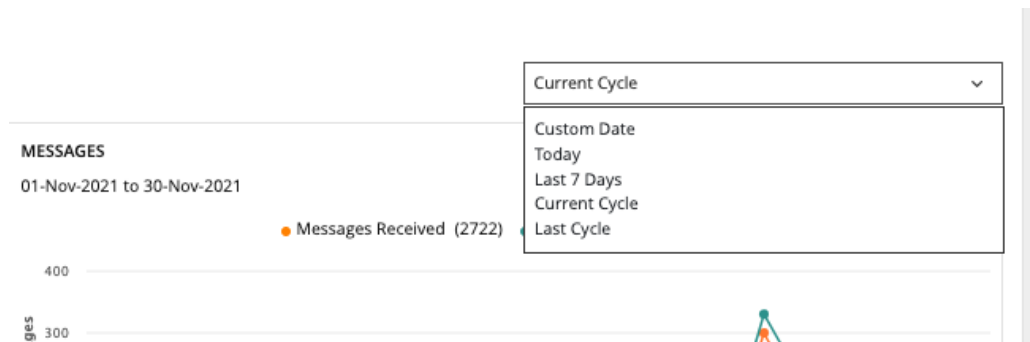 Current Cycle
Custom Date
Today
Last 7 Days
Current Cycle
Last Cycle
MESSAGES
01-Nov-2021 to 30-Nov-2021
Messages Received (2722)
400
300